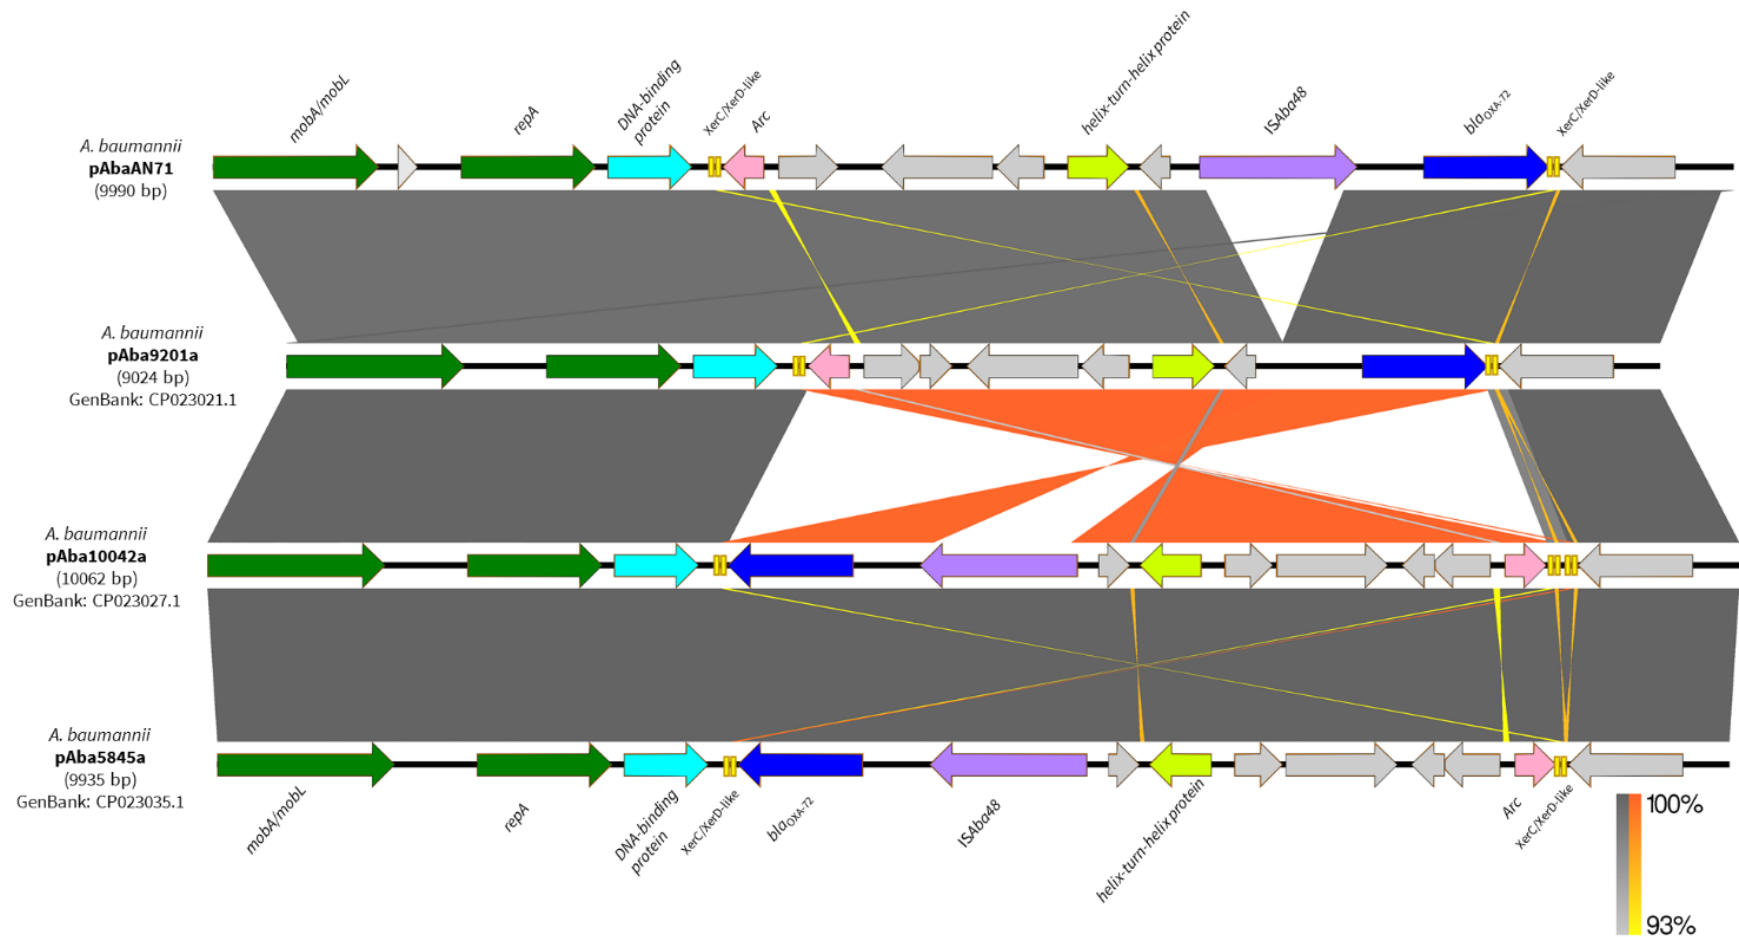 mobA/mobL
repA
DNA-binding
protein
XerC/XerD-like
Arc
helix-turn-helix protein
ISAba48
blaOXA-72
XerC/XerD-like
A. baumannii
pAbaAN71
(9990 bp)
A. baumannii
pAba9201a
(9024 bp)
GenBank: CP023021.1
A. baumannii
pAba10042a
(10062 bp)
GenBank: CP023027.1
A. baumannii
pAba5845a
(9935 bp)
GenBank: CP023035.1
mobA/mobL
repA
DNA-binding
protein
XerC/XerD-like
blaOXA-72
ISAba48
helix-turn-helix protein
Arc
XerC/XerD-like
100%
93%